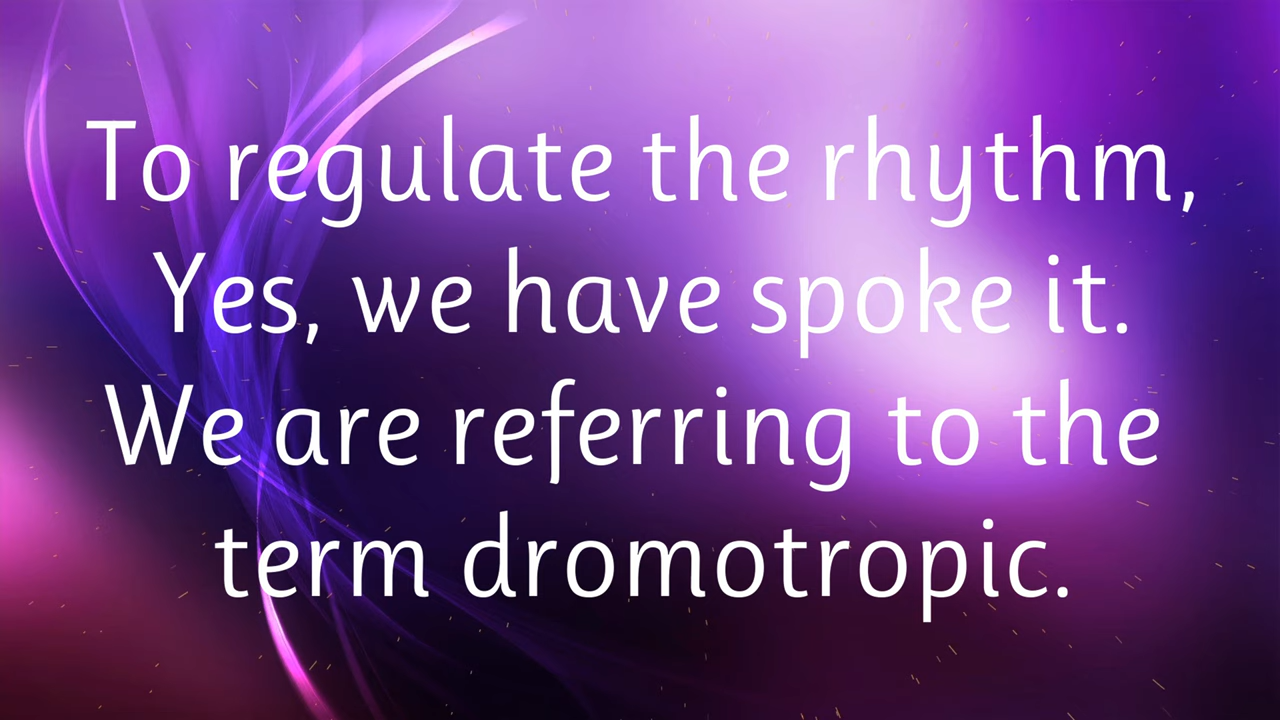 To regulate the rhythm,
Yes, we have spoke it.
We are referring to the
term dromotropic.